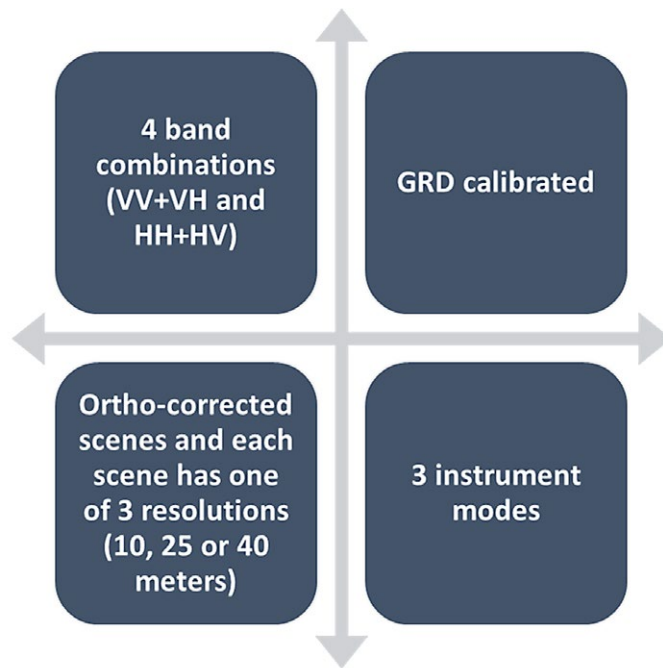 4 band
combinations
(VV+VH and
HH+HV)
GRD calibrated
Ortho-corrected
scenes and each
scene has one
of 3 resolutions
(10, 25 or 40
meters)
3 instrument
modes